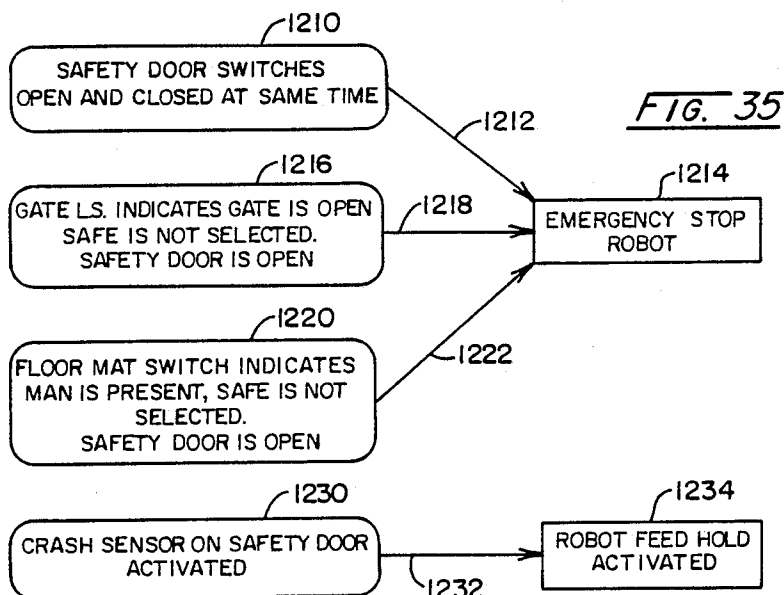 1210
SAFETY DOOR SWITCHES
OPEN AND CLOSED AT SAME TIME
1212
FIG. 35
1216
GATE L.S. INDICATES GATE IS OPEN
SAFE IS NOT SELECTED.
SAFETY DOOR IS OPEN
1218
1214
EMERGENCY STOP
ROBOT
1220
FLOOR MAT SWITCH INDICATES
MAN IS PRESENT, SAFE IS NOT
SELECTED.
SAFETY DOOR IS OPEN
1222
1230
CRASH SENSOR ON SAFETY DOOR
ACTIVATED
1232
1234
ROBOT FEED HOLD
ACTIVATED